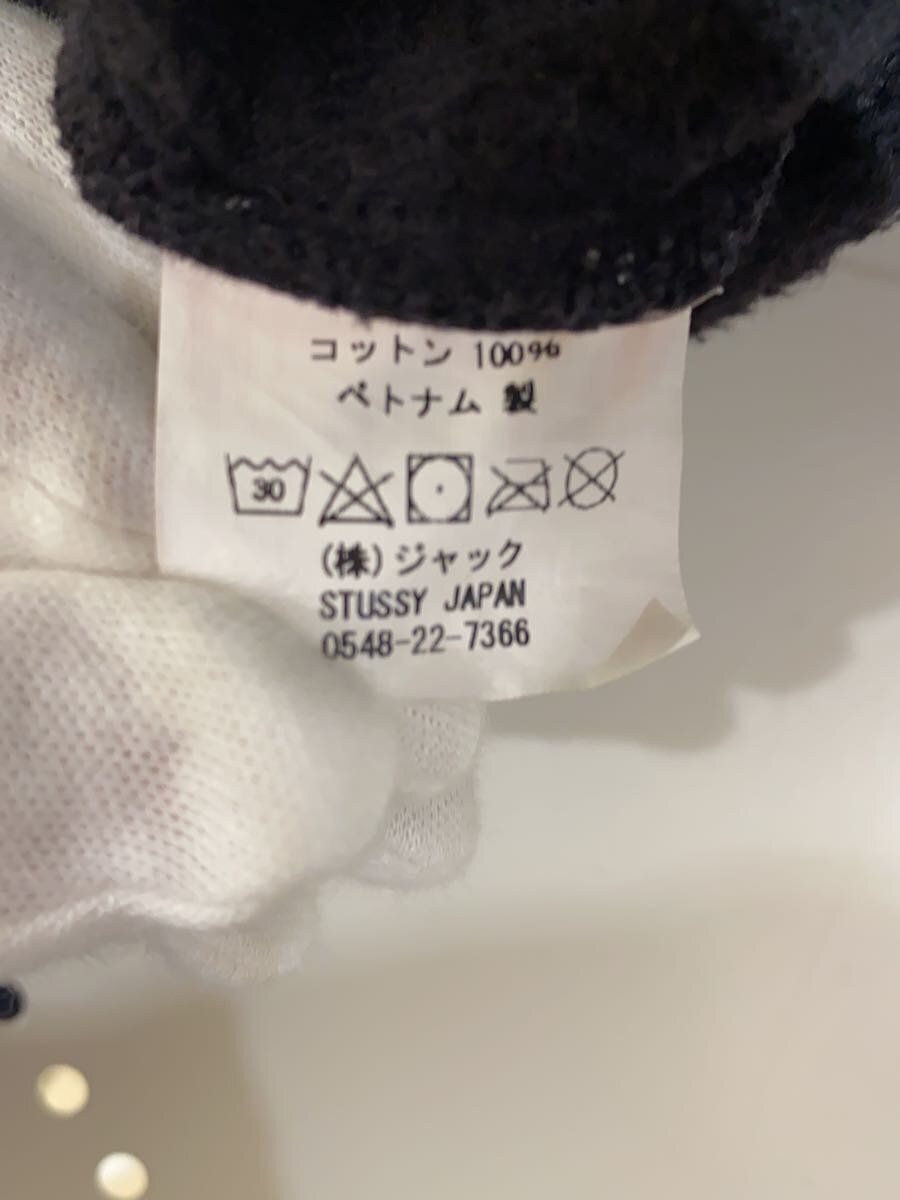 コットン 100%
ベトナム 製
30
(株)ジャック
STUSSY JAPAN
0548-22-7366